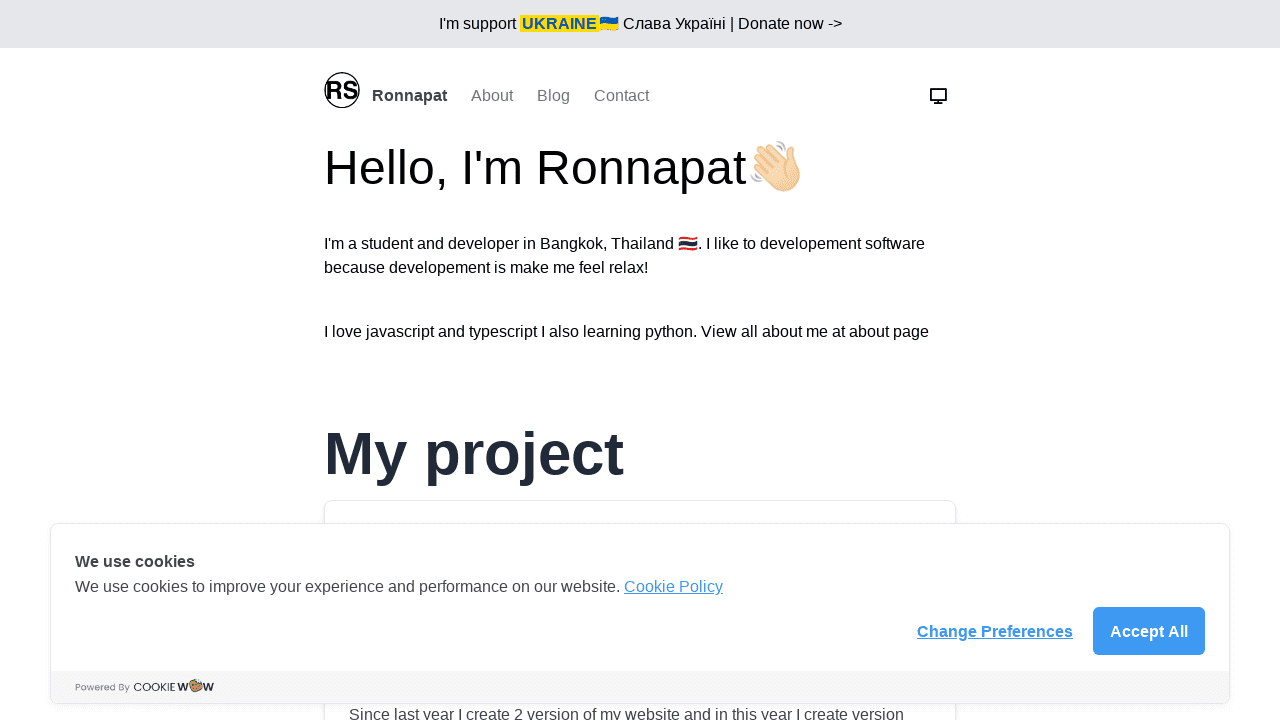 I'm support UKRAINE🇺🇦 Слава Україні | Donate now ->
RS Ronnapat About Blog Contact
Hello, I'm Ronnapat👋🏻
I'm a student and developer in Bangkok, Thailand 🇹🇭. I like to developement software
because developement is make me feel relax!
I love javascript and typescript I also learning python. View all about me at about page
My project
We use cookies
We use cookies to improve your experience and performance on our website. Cookie Policy
Change Preferences Accept All
Powered By COOKIE WOW
Since last year I create 2 version of my website and in this year I create version